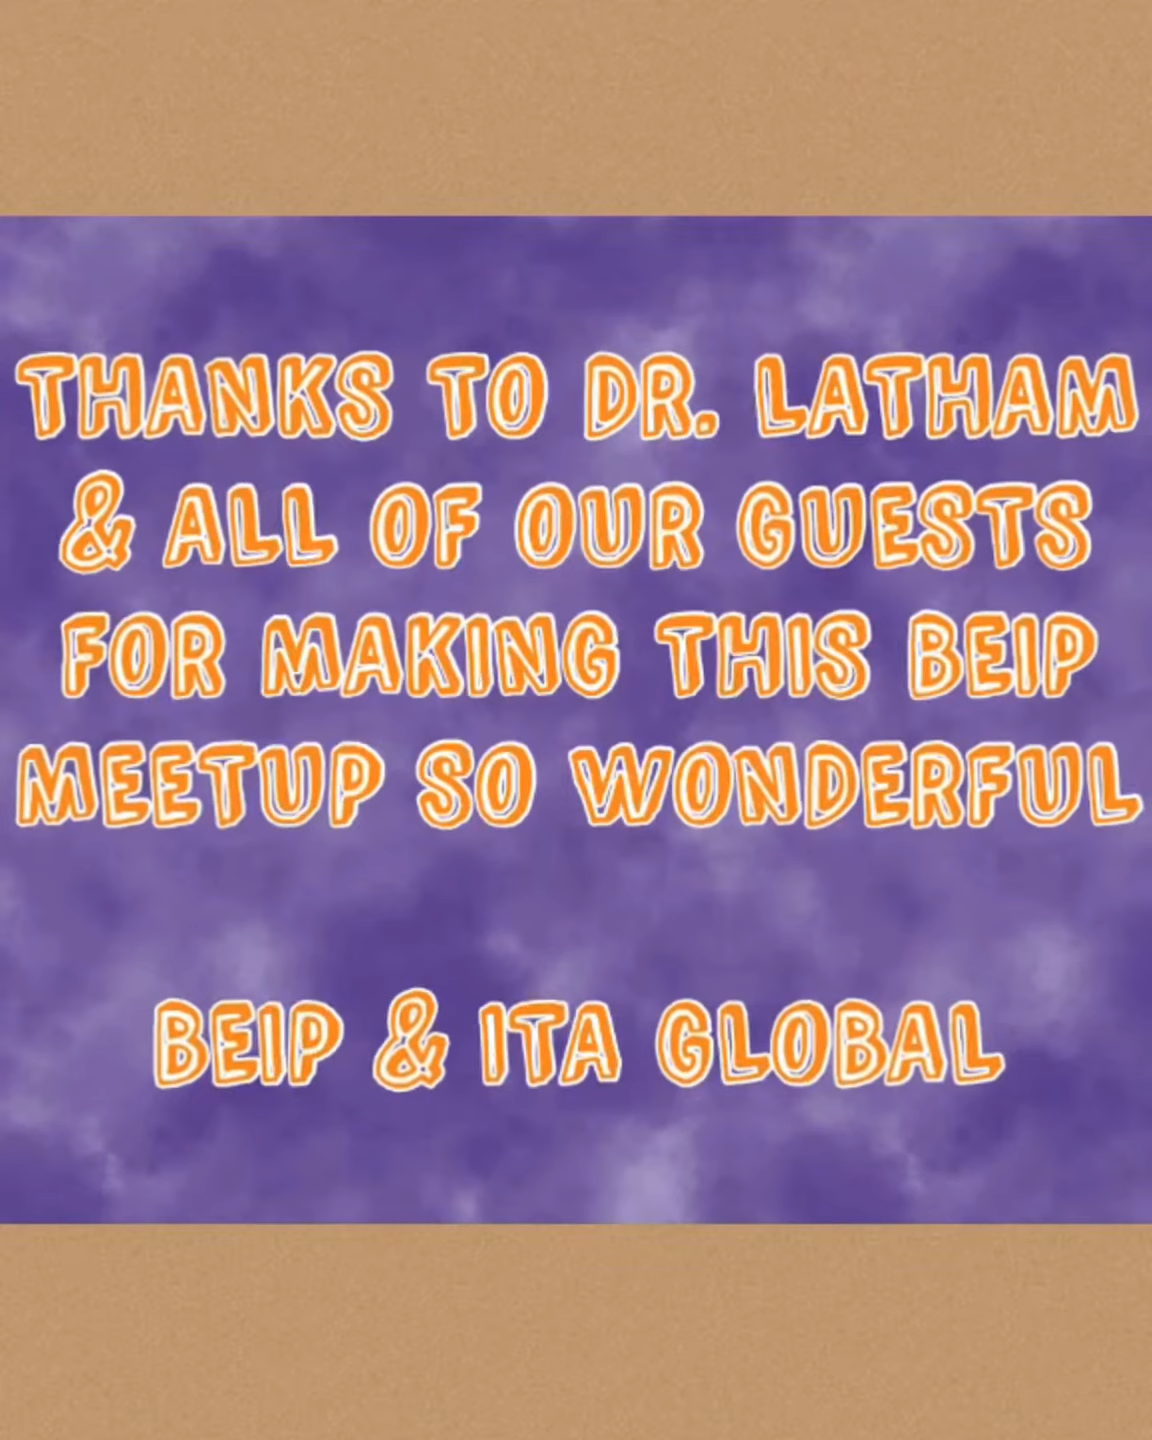 THANKS TO DR. LATHAM
& ALL OF OUR GUESTS
FOR MAKING THIS BEIP
MEETUP SO WONDERFUL
BEIP & ITA GLOBAL